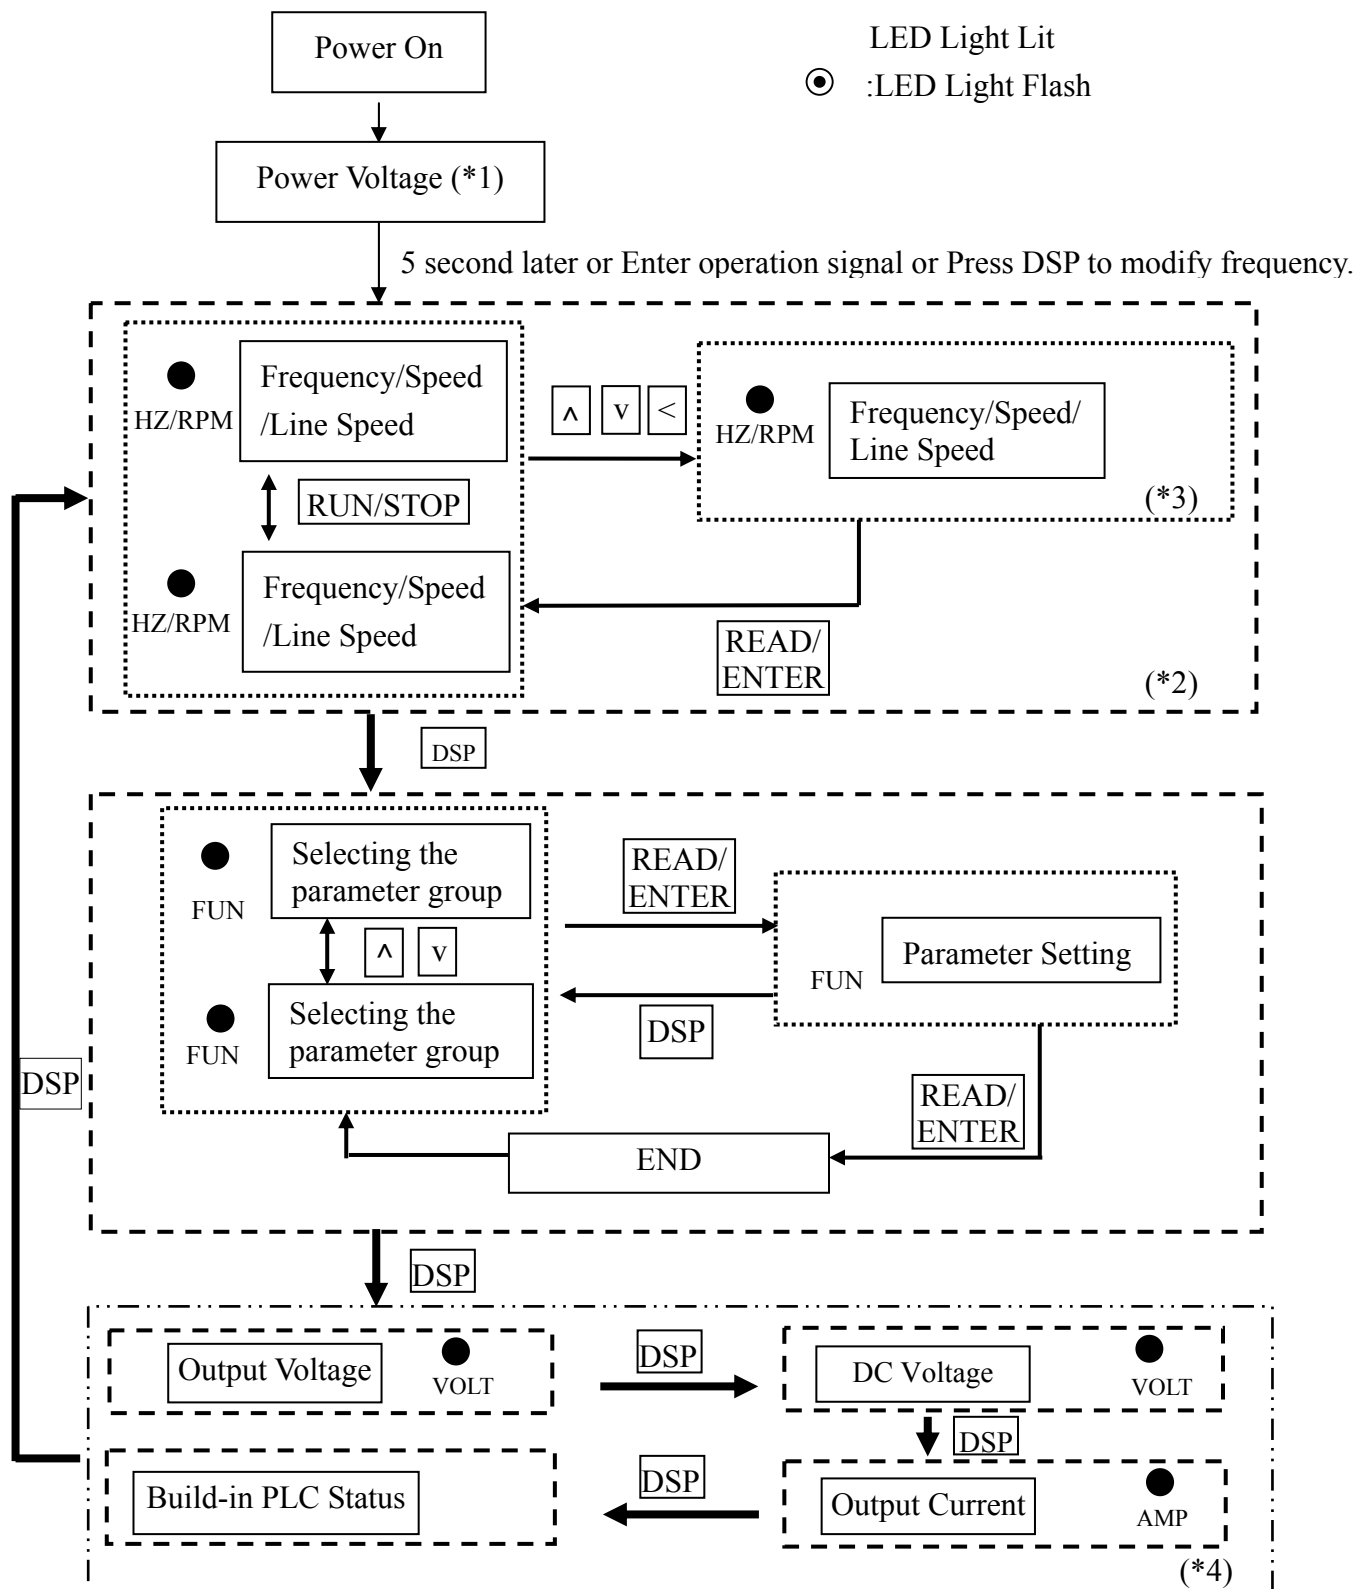 Power On
LED Light Lit
:LED Light Flash
Power Voltage (*1)
5 second later or Enter operation signal or Press DSP to modify frequency.
HZ/RPM
Frequency/Speed
/Line Speed
^ v <
HZ/RPM
Frequency/Speed/
Line Speed
(*3)
RUN/STOP
HZ/RPM
Frequency/Speed
/Line Speed
READ/
ENTER
(*2)
DSP
FUN
Selecting the
parameter group
READ/
ENTER
^ v
FUN
Parameter Setting
DSP
FUN
Selecting the
parameter group
DSP
READ/
ENTER
END
DSP
Output Voltage
VOLT
DSP
DC Voltage
VOLT
DSP
Build-in PLC Status
DSP
Output Current
AMP
(*4)